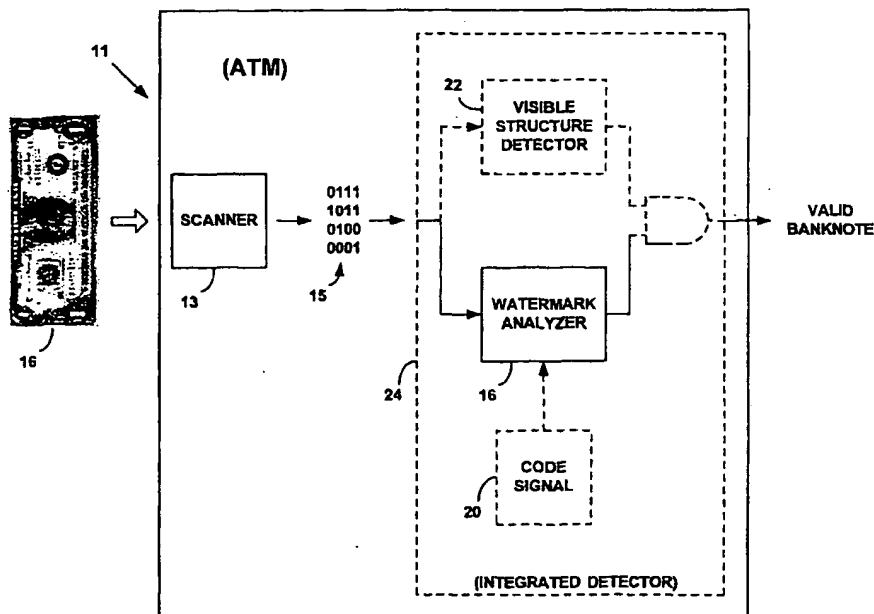 11
(ATM)
22
VISIBLE
STRUCTURE
DETECTOR
SCANNER
13
0111
1011
0100
0001
15
VALID
BANKNOTE
WATERMARK
ANALYZER
16
16
24
CODE
SIGNAL
20
(INTEGRATED DETECTOR)